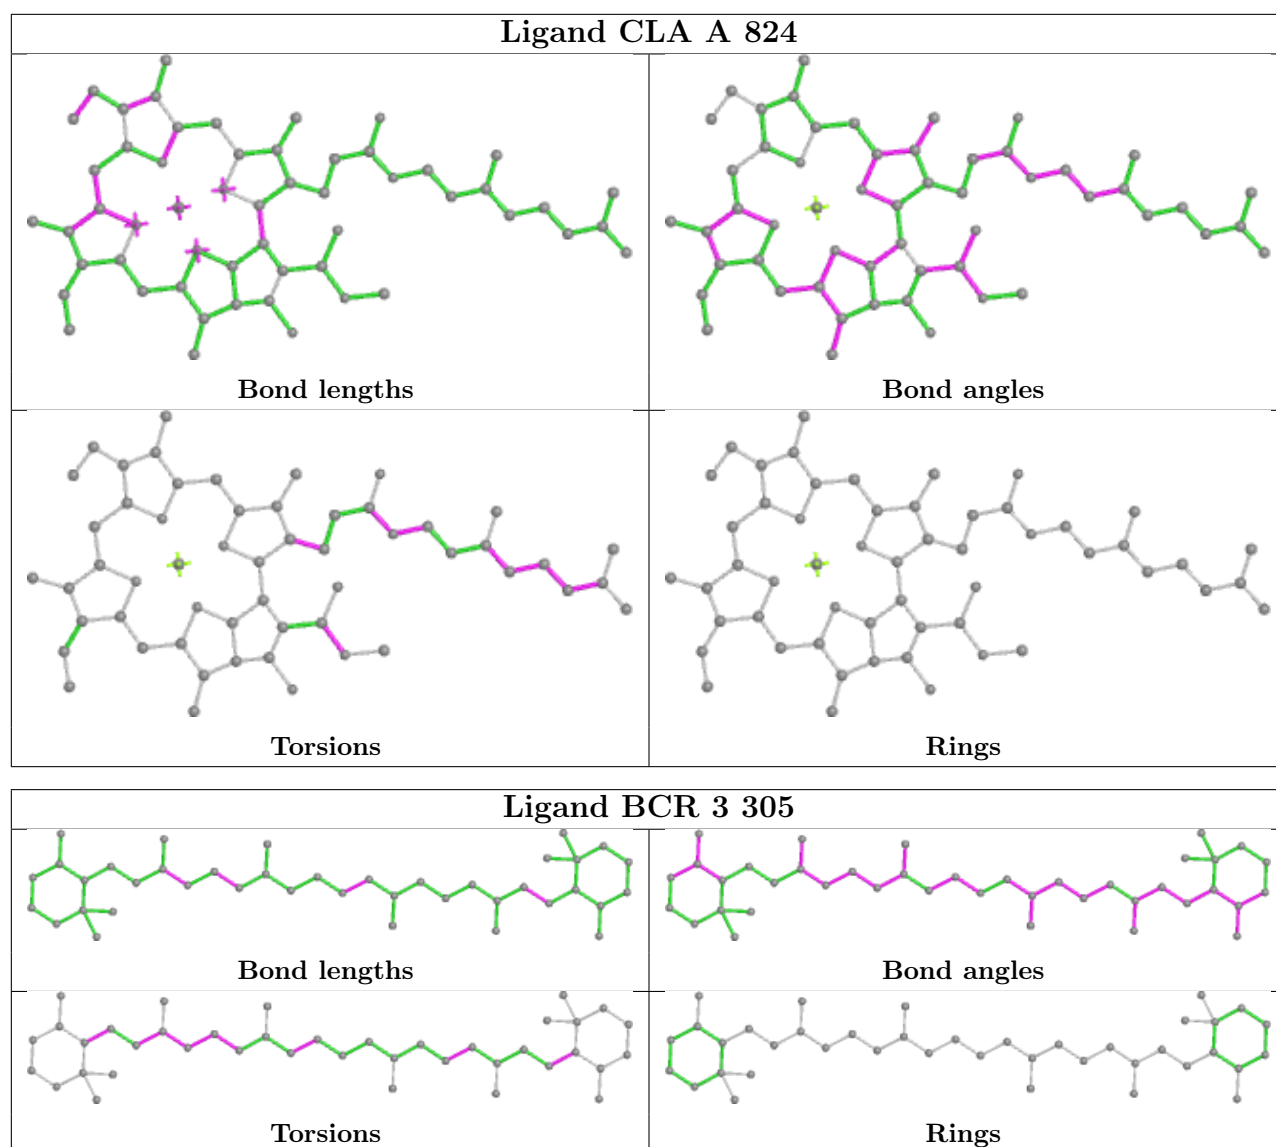 Ligand CLA A 824
Bond lengths
Bond angles
Torsions
Rings
Ligand BCR 3 305
Bond lengths
Bond angles
Torsions
Rings